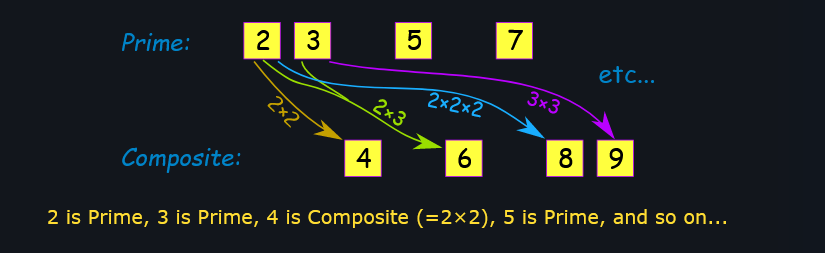 Prime: 2 3 5 7
etc...
2×2 2×3 2×2×2 3×3
Composite: 4 6 8 9
2 is Prime, 3 is Prime, 4 is Composite (=2×2), 5 is Prime, and so on...